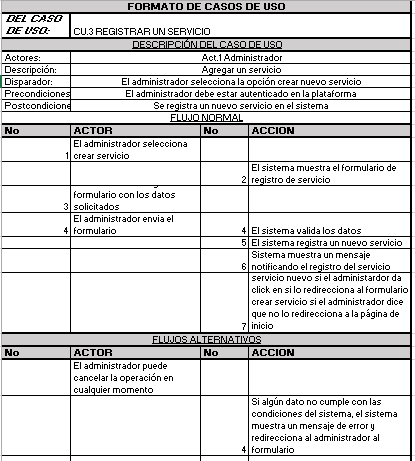 FORMATO DE CASOS DE USO
DEL CASO
DE USO:
CU.3 REGISTRAR UN SERVICIO
DESCRIPCIÓN DEL CASO DE USO
Actores: Act.1 Administrador
Descripción: Agregar un servicio
Disparador: El administrador selecciona la opción crear nuevo servicio
Precondiciones El administrador debe estar autenticado en la plataforma
Postcondicione Se registra un nuevo servicio en el sistema
FLUJO NORMAL
No ACTOR No ACCION
El administrador selecciona
1 crear servicio
El sistema muestra el formulario de
2 registro de servicio
formulario con los datos
3 solicitados
El administrador envia el
4 formulario
4 El sistema valida los datos
5 El sistema registra un nuevo servicio
Sistema muestra un mensaje
6 notificando el registro del servicio
servicio nuevo si el administardor da
click en si lo redirecciona al formulario
crear servicio si el administrador dice
que no lo redirecciona a la página de
7 inicio
FLUJOS ALTERNATIVOS
No ACTOR No ACCION
El administrador puede
cancelar la operación en
cualquier momento
Si algún dato no cumple con las
condiciones del sistema, el sistema
muestra un mensaje de error y
redirecciona al administrador al
4 formulario